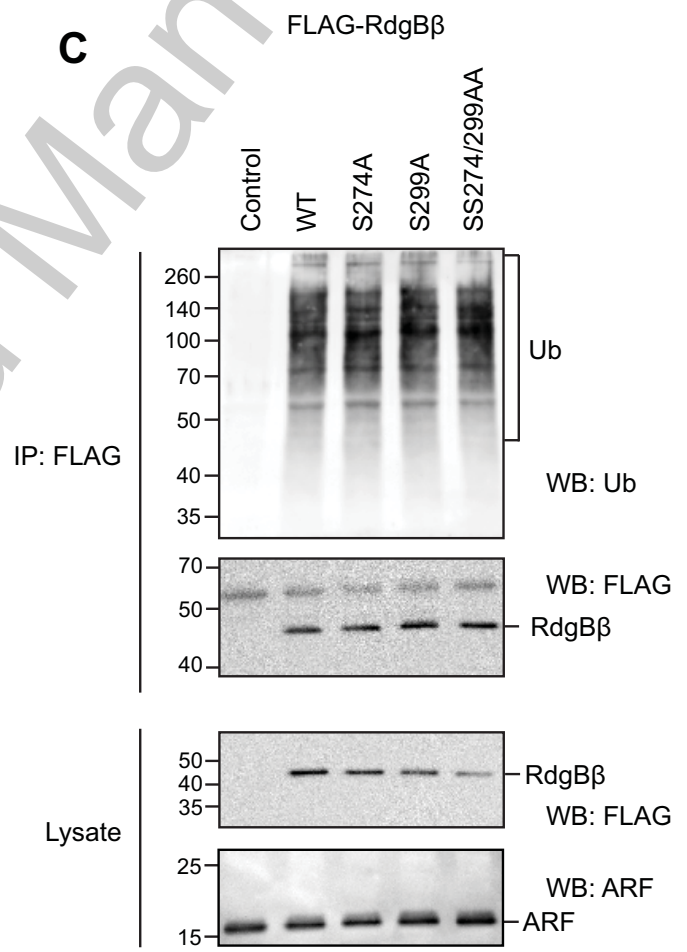 C
FLAG-RdgBβ
Control
WT
S274A
S299A
SS274/299AA
IP: FLAG
260
140
100
70
50
40
35
Ub
WB: Ub
70
50
40
WB: FLAG
RdgBβ
Lysate
50
40
35
RdgBβ
WB: FLAG
25
15
WB: ARF
ARF
Man